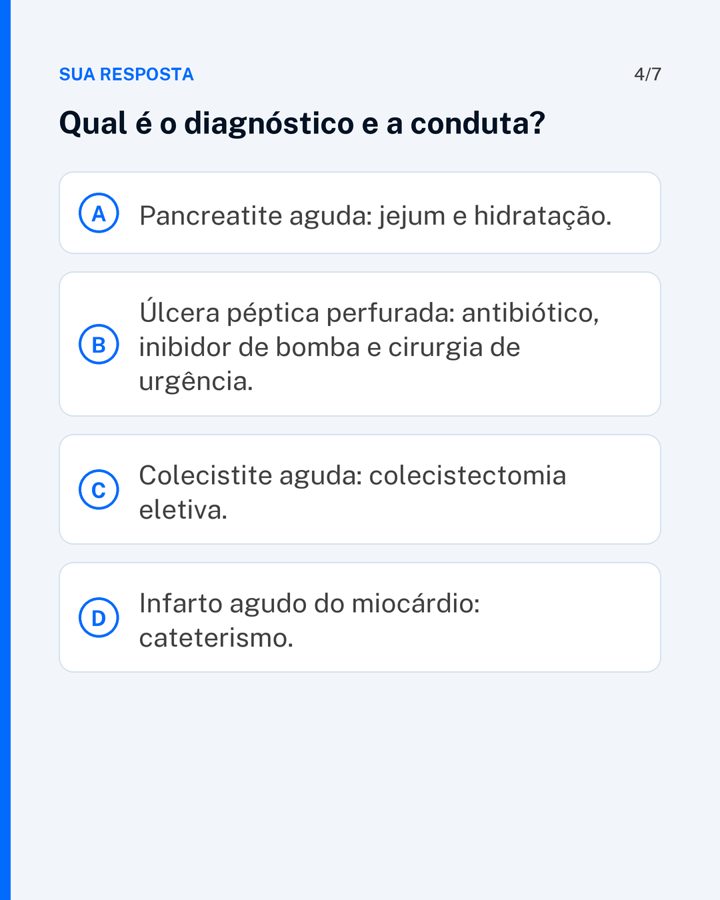 SUA RESPOSTA
4/7
Qual é o diagnóstico e a conduta?
A
Pancreatite aguda: jejum e hidratação.
B
Úlcera péptica perfurada: antibiótico,
inibidor de bomba e cirurgia de
urgência.
C
Colecistite aguda: colecistectomia
eletiva.
D
Infarto agudo do miocárdio:
cateterismo.